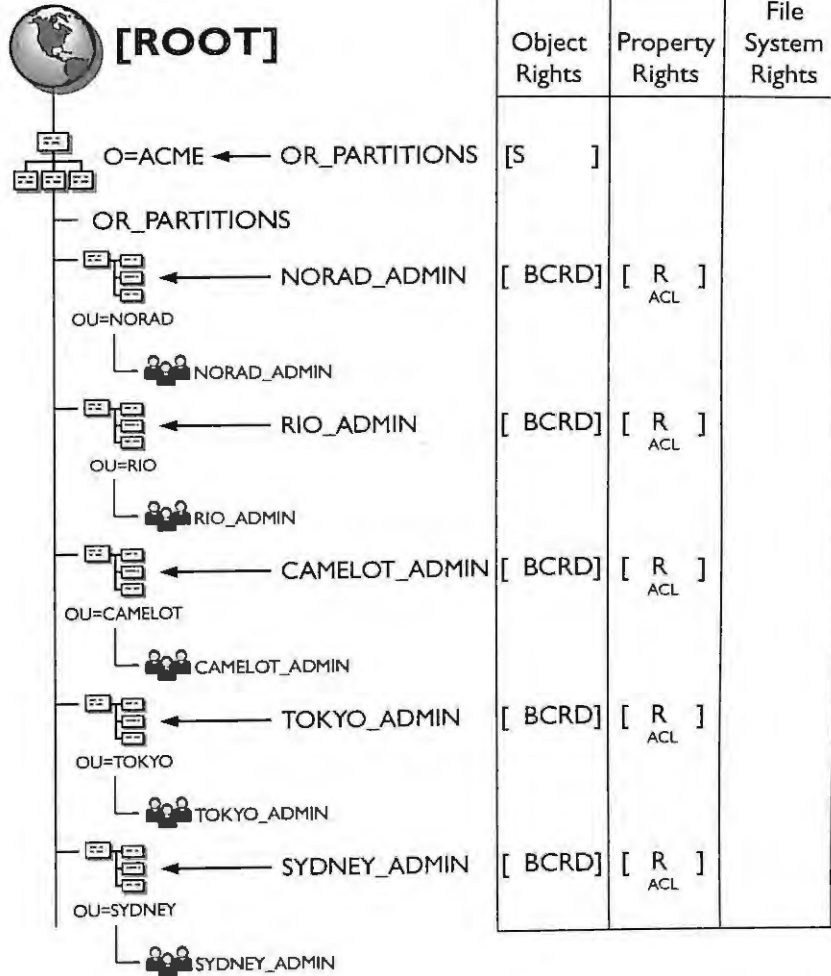 [ROOT]
Object Rights
Property Rights
File System Rights
O=ACME OR_PARTITIONS [S ]
OR_PARTITIONS
NORAD_ADMIN [ BCRD] [ R ]
ACL
OU=NORAD
NORAD_ADMIN
RIO_ADMIN [ BCRD] [ R ]
ACL
OU=RIO
RIO_ADMIN
CAMELOT_ADMIN [ BCRD] [ R ]
ACL
OU=CAMELOT
CAMELOT_ADMIN
TOKYO_ADMIN [ BCRD] [ R ]
ACL
OU=TOKYO
TOKYO_ADMIN
SYDNEY_ADMIN [ BCRD] [ R ]
ACL
OU=SYDNEY
SYDNEY_ADMIN